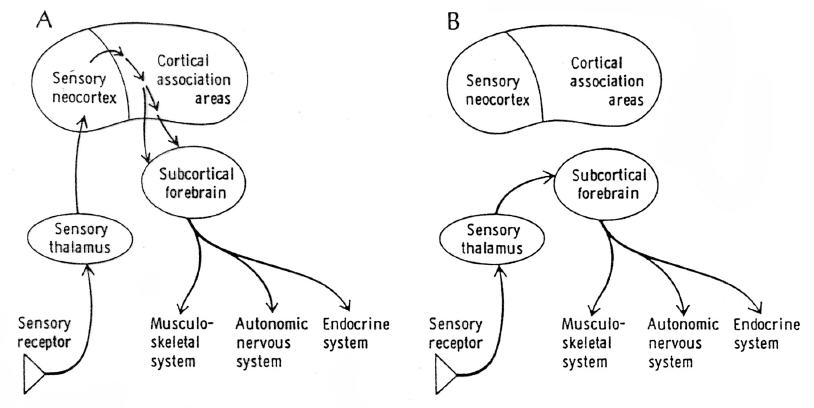 A
Sensory
neocortex
Cortical
association
areas
Subcortical
forebrain
Sensory
thalamus
Sensory
receptor
Musculo-
skeletal
system
Autonomic
nervous
system
Endocrine
system
B
Sensory
neocortex
Cortical
association
areas
Subcortical
forebrain
Sensory
thalamus
Sensory
receptor
Musculo-
skeletal
system
Autonomic
nervous
system
Endocrine
system